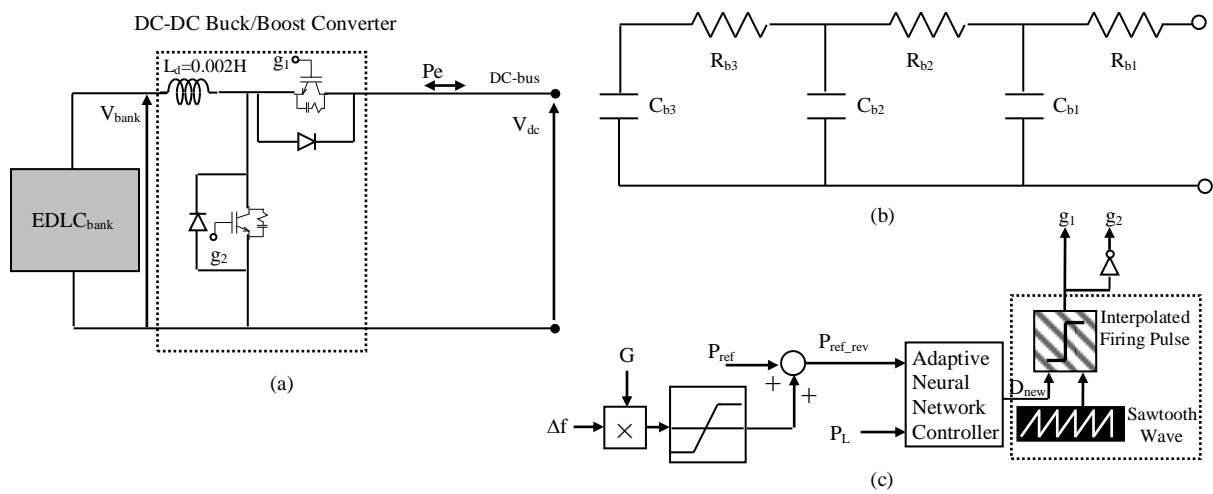 DC-DC Buck/Boost Converter
Ld=0.002H
g1
Pe
DC-bus
Vbank
Vdc
EDLCbank
g2
(a)
Rb3
Rb2
Rb1
Cb3
Cb2
Cb1
(b)
g1
g2
Interpolated
Firing Pulse
Pref
Pref_rev
G
+
+
Adaptive
Neural
Network
Controller
Dnew
Δf
×
PL
Sawtooth
Wave
(c)